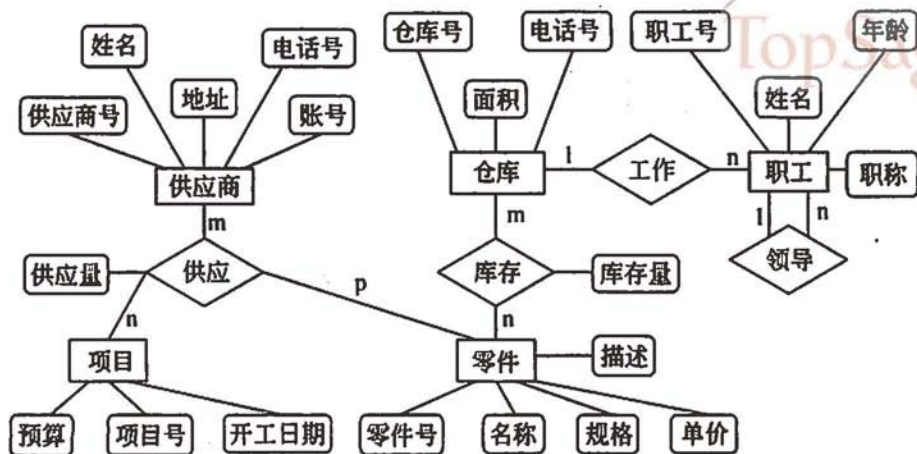 姓名 电话号 仓库号 电话号 职工号 年龄
TopSa
供应商号 地址 账号 面积 姓名
供应商 仓库 1 工作 n 职工 职称
m m 1 n
供应量 供应 库存 库存量 领导
p
n n
项目 零件 描述
预算 项目号 开工日期 零件号 名称 规格 单价